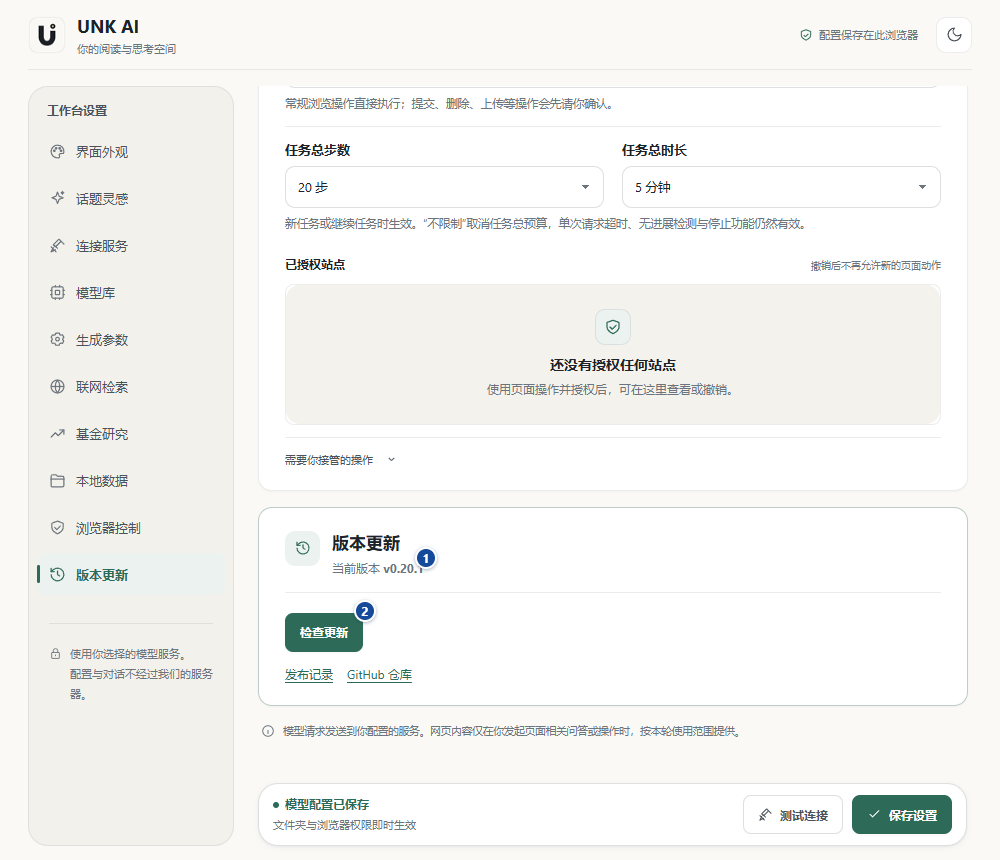 UNK AI
你的阅读与思考空间
配置保存在此浏览器
工作台设置
界面外观
话题灵感
连接服务
模型库
生成参数
联网检索
基金研究
本地数据
浏览器控制
版本更新
使用你选择的模型服务。
配置与对话不经过我们的服务
器。
常规浏览操作直接执行；提交、删除、上传等操作会先请你确认。
任务总步数
任务总时长
20 步
5 分钟
新任务或继续任务时生效。“不限制”取消任务总预算，单次请求超时、无进展检测与停止功能仍然有效。
已授权站点
撤销后不再允许新的页面动作
还没有授权任何站点
使用页面操作并授权后，可在这里查看或撤销。
需要你接管的操作
版本更新
1
当前版本 v0.20.1
2
检查更新
发布记录
GitHub 仓库
模型请求发送到你配置的服务。网页内容仅在你发起页面相关问答或操作时，按本轮使用范围提供。
模型配置已保存
文件夹与浏览器权限即时生效
测试连接
保存设置